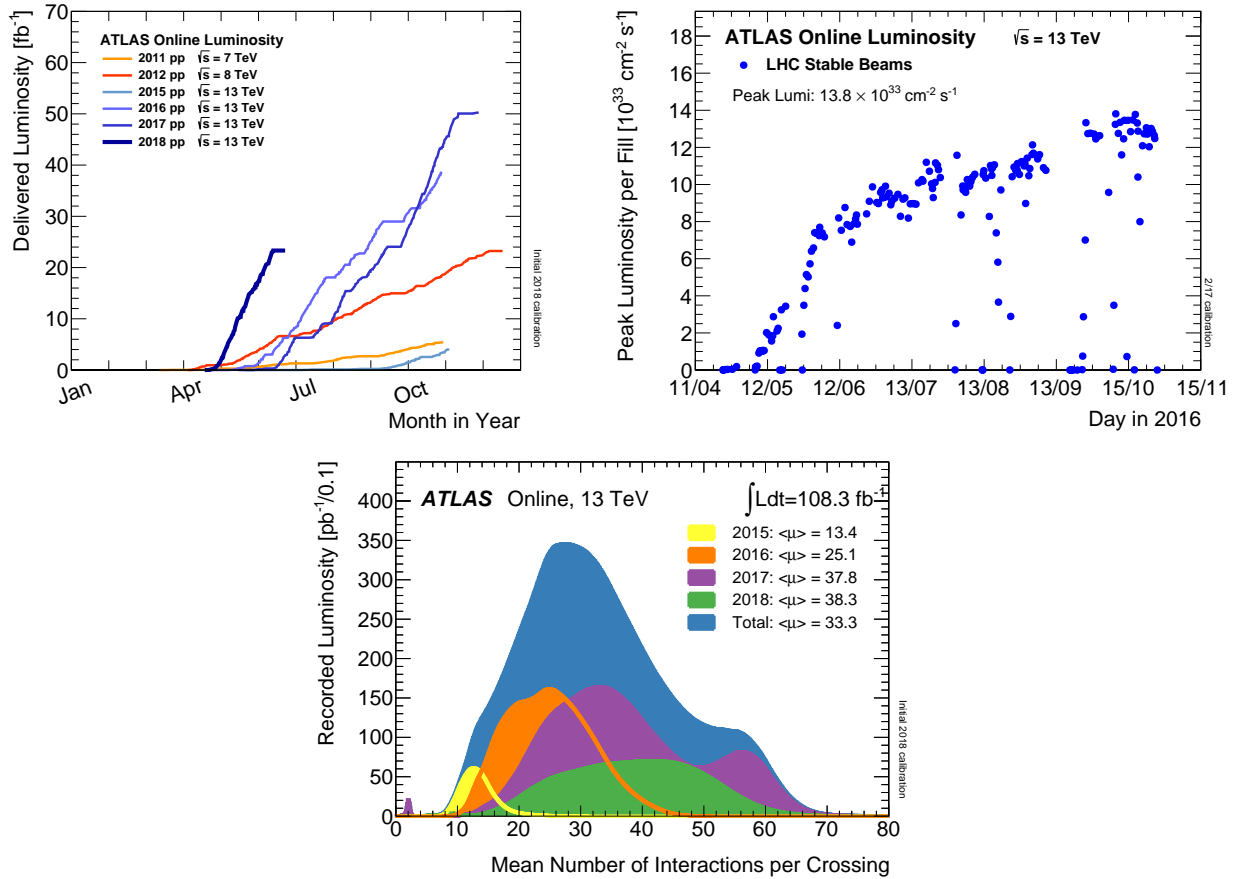 Delivered Luminosity [fb⁻¹]
70
60
50
40
30
20
10
0
ATLAS Online Luminosity
2011 pp √s = 7 TeV
2012 pp √s = 8 TeV
2015 pp √s = 13 TeV
2016 pp √s = 13 TeV
2017 pp √s = 13 TeV
2018 pp √s = 13 TeV
Initial 2018 calibration
Jan Apr Jul Oct
Month in Year
Peak Luminosity per Fill [10³³ cm⁻² s⁻¹]
18
16
14
12
10
8
6
4
2
0
ATLAS Online Luminosity √s = 13 TeV
LHC Stable Beams
Peak Lumi: 13.8 × 10³³ cm⁻² s⁻¹
2/17 calibration
11/04 12/05 12/06 13/07 13/08 13/09 15/10 15/11
Day in 2016
Recorded Luminosity [pb⁻¹/0.1]
400
350
300
250
200
150
100
50
0
ATLAS Online, 13 TeV ∫Ldt=108.3 fb⁻¹
2015: <μ> = 13.4
2016: <μ> = 25.1
2017: <μ> = 37.8
2018: <μ> = 38.3
Total: <μ> = 33.3
Initial 2018 calibration
0 10 20 30 40 50 60 70 80
Mean Number of Interactions per Crossing